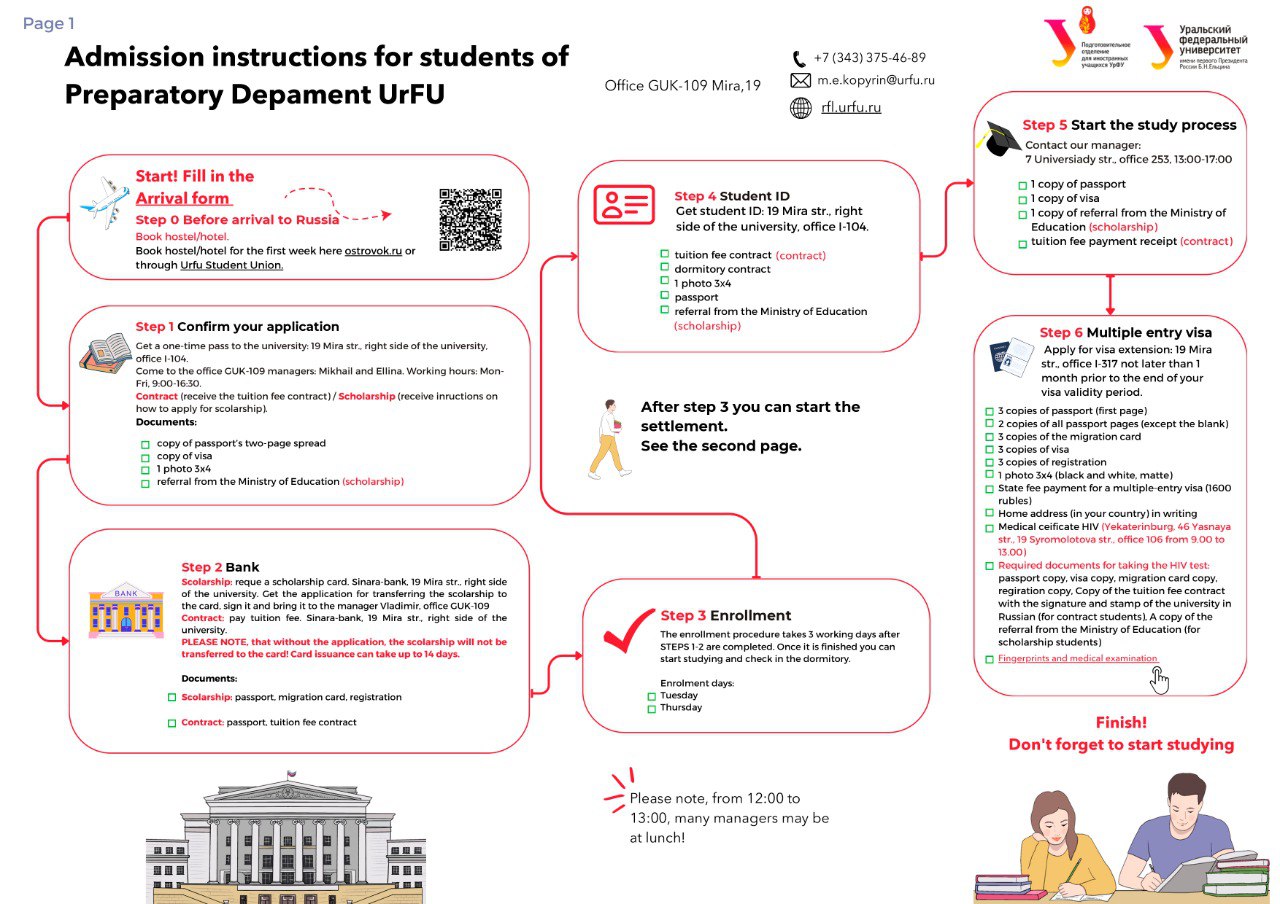 Page 1
Admission instructions for students of
Preparatory Depament UrFU
Office GUK-109 Mira,19
+7 (343) 375-46-89
m.e.kopyrin@urfu.ru
rfl.urfu.ru
Подготовительное
отделение
для иностранных
учащихся УрФУ
Уральский
федеральный
университет
имени первого Президента
России Б.Н.Ельцина
Start! Fill in the
Arrival form
Step 0 Before arrival to Russia
Book hostel/hotel.
Book hostel/hotel for the first week here ostrovok.ru or
through Urfu Student Union.
Step 1 Confirm your application
Get a one-time pass to the university: 19 Mira str., right side of the university,
office I-104.
Come to the office GUK-109 managers: Mikhail and Ellina. Working hours: Mon-
Fri, 9:00-16:30.
Contract (receive the tuition fee contract) / Scholarship (receive inructions on
how to apply for scolarship).
Documents:
copy of passport's two-page spread
copy of visa
1 photo 3x4
referral from the Ministry of Education (scholarship)
Step 2 Bank
Scolarship: reque a scholarship card. Sinara-bank, 19 Mira str., right side
of the university. Get the application for transferring the scolarship to
the card, sign it and bring it to the manager Vladimir, office GUK-109
Contract: pay tuition fee. Sinara-bank, 19 Mira str., right side of the
university.
PLEASE NOTE, that without the application, the scolarship will not be
transferred to the card! Card issuance can take up to 14 days.
Documents:
Scolarship: passport, migration card, registration
Contract: passport, tuition fee contract
BANK
Step 3 Enrollment
The enrollment procedure takes 3 working days after
STEPS 1-2 are completed. Once it is finished you can
start studying and check in the dormitory.
Enrolment days:
Tuesday
Thursday
Step 4 Student ID
Get student ID: 19 Mira str., right
side of the university, office I-104.
tuition fee contract (contract)
dormitory contract
1 photo 3x4
passport
referral from the Ministry of Education
(scholarship)
After step 3 you can start the
settlement.
See the second page.
Please note, from 12:00 to
13:00, many managers may be
at lunch!
Step 5 Start the study process
Contact our manager:
7 Universiady str., office 253, 13:00-17:00
1 copy of passport
1 copy of visa
1 copy of referral from the Ministry of
Education (scholarship)
tuition fee payment receipt (contract)
Step 6 Multiple entry visa
Apply for visa extension: 19 Mira
str., office I-317 not later than 1
month prior to the end of your
visa validity period.
3 copies of passport (first page)
2 copies of all passport pages (except the blank)
3 copies of the migration card
3 copies of visa
3 copies of registration
1 photo 3x4 (black and white, matte)
State fee payment for a multiple-entry visa (1600
rubles)
Home address (in your country) in writing
Medical ceificate HIV (Yekaterinburg, 46 Yasnaya
str., 19 Syromolotova str., office 106 from 9.00 to
13.00)
Required documents for taking the HIV test:
passport copy, visa copy, migration card copy,
regiration copy, Copy of the tuition fee contract
with the signature and stamp of the university in
Russian (for contract students), A copy of the
referral from the Ministry of Education (for
scholarship students)
Fingerprints and medical examination
Finish!
Don't forget to start studying